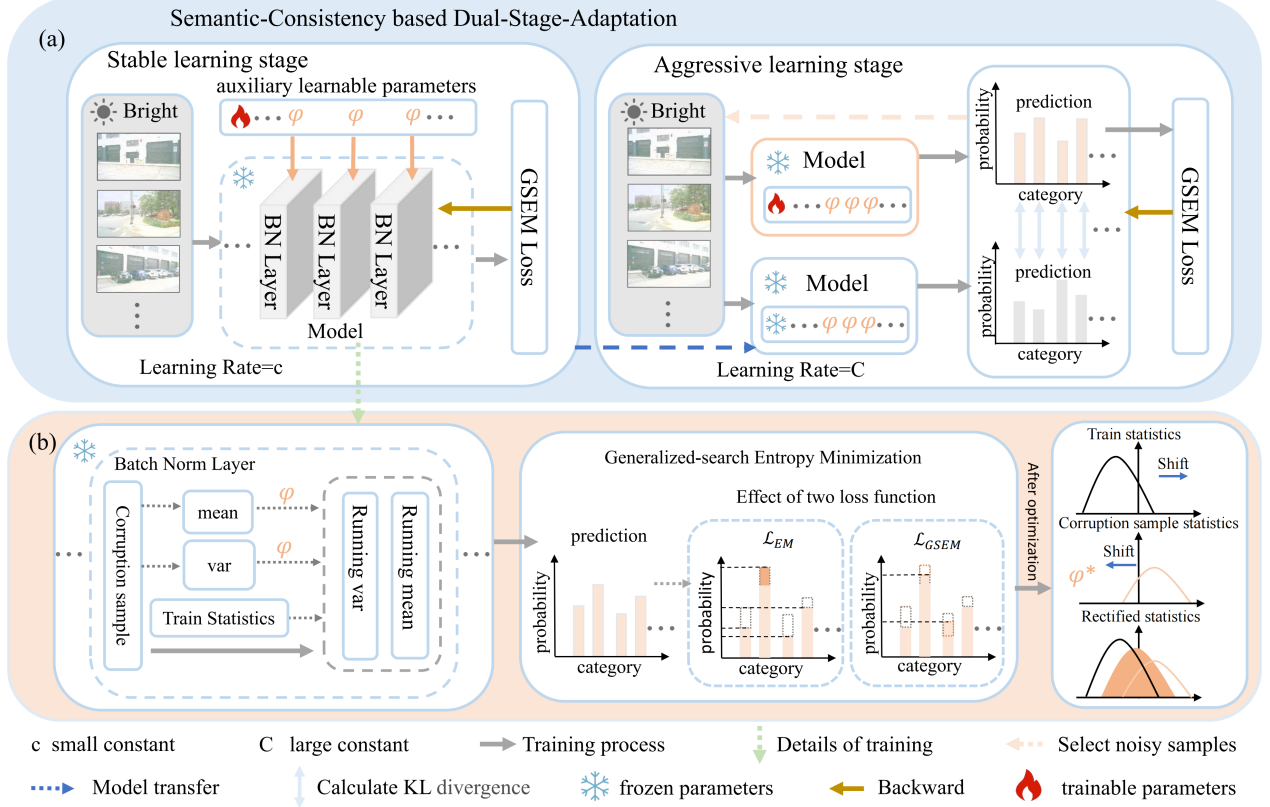 Semantic-Consistency based Dual-Stage-Adaptation
(a)
Stable learning stage
auxiliary learnable parameters
Bright
··· φ φ φ ···
BN Layer
BN Layer
BN Layer
Model
GSEM Loss
Learning Rate=c
Aggressive learning stage
Bright
Model
··· φ φ φ ···
Model
··· φ φ φ ···
Learning Rate=C
probability
prediction
category
probability
prediction
category
GSEM Loss
(b)
Batch Norm Layer
Corruption sample
mean
φ
var
φ
Train Statistics
Running var
Running mean
Generalized-search Entropy Minimization
Effect of two loss function
prediction
probability
category
ℒEM
probability
category
ℒGSEM
probability
category
After optimization
Train statistics
Shift
Corruption sample statistics
Shift
φ*
Rectified statistics
c small constant
C large constant
Training process
Details of training
Select noisy samples
Model transfer
Calculate KL divergence
frozen parameters
Backward
trainable parameters